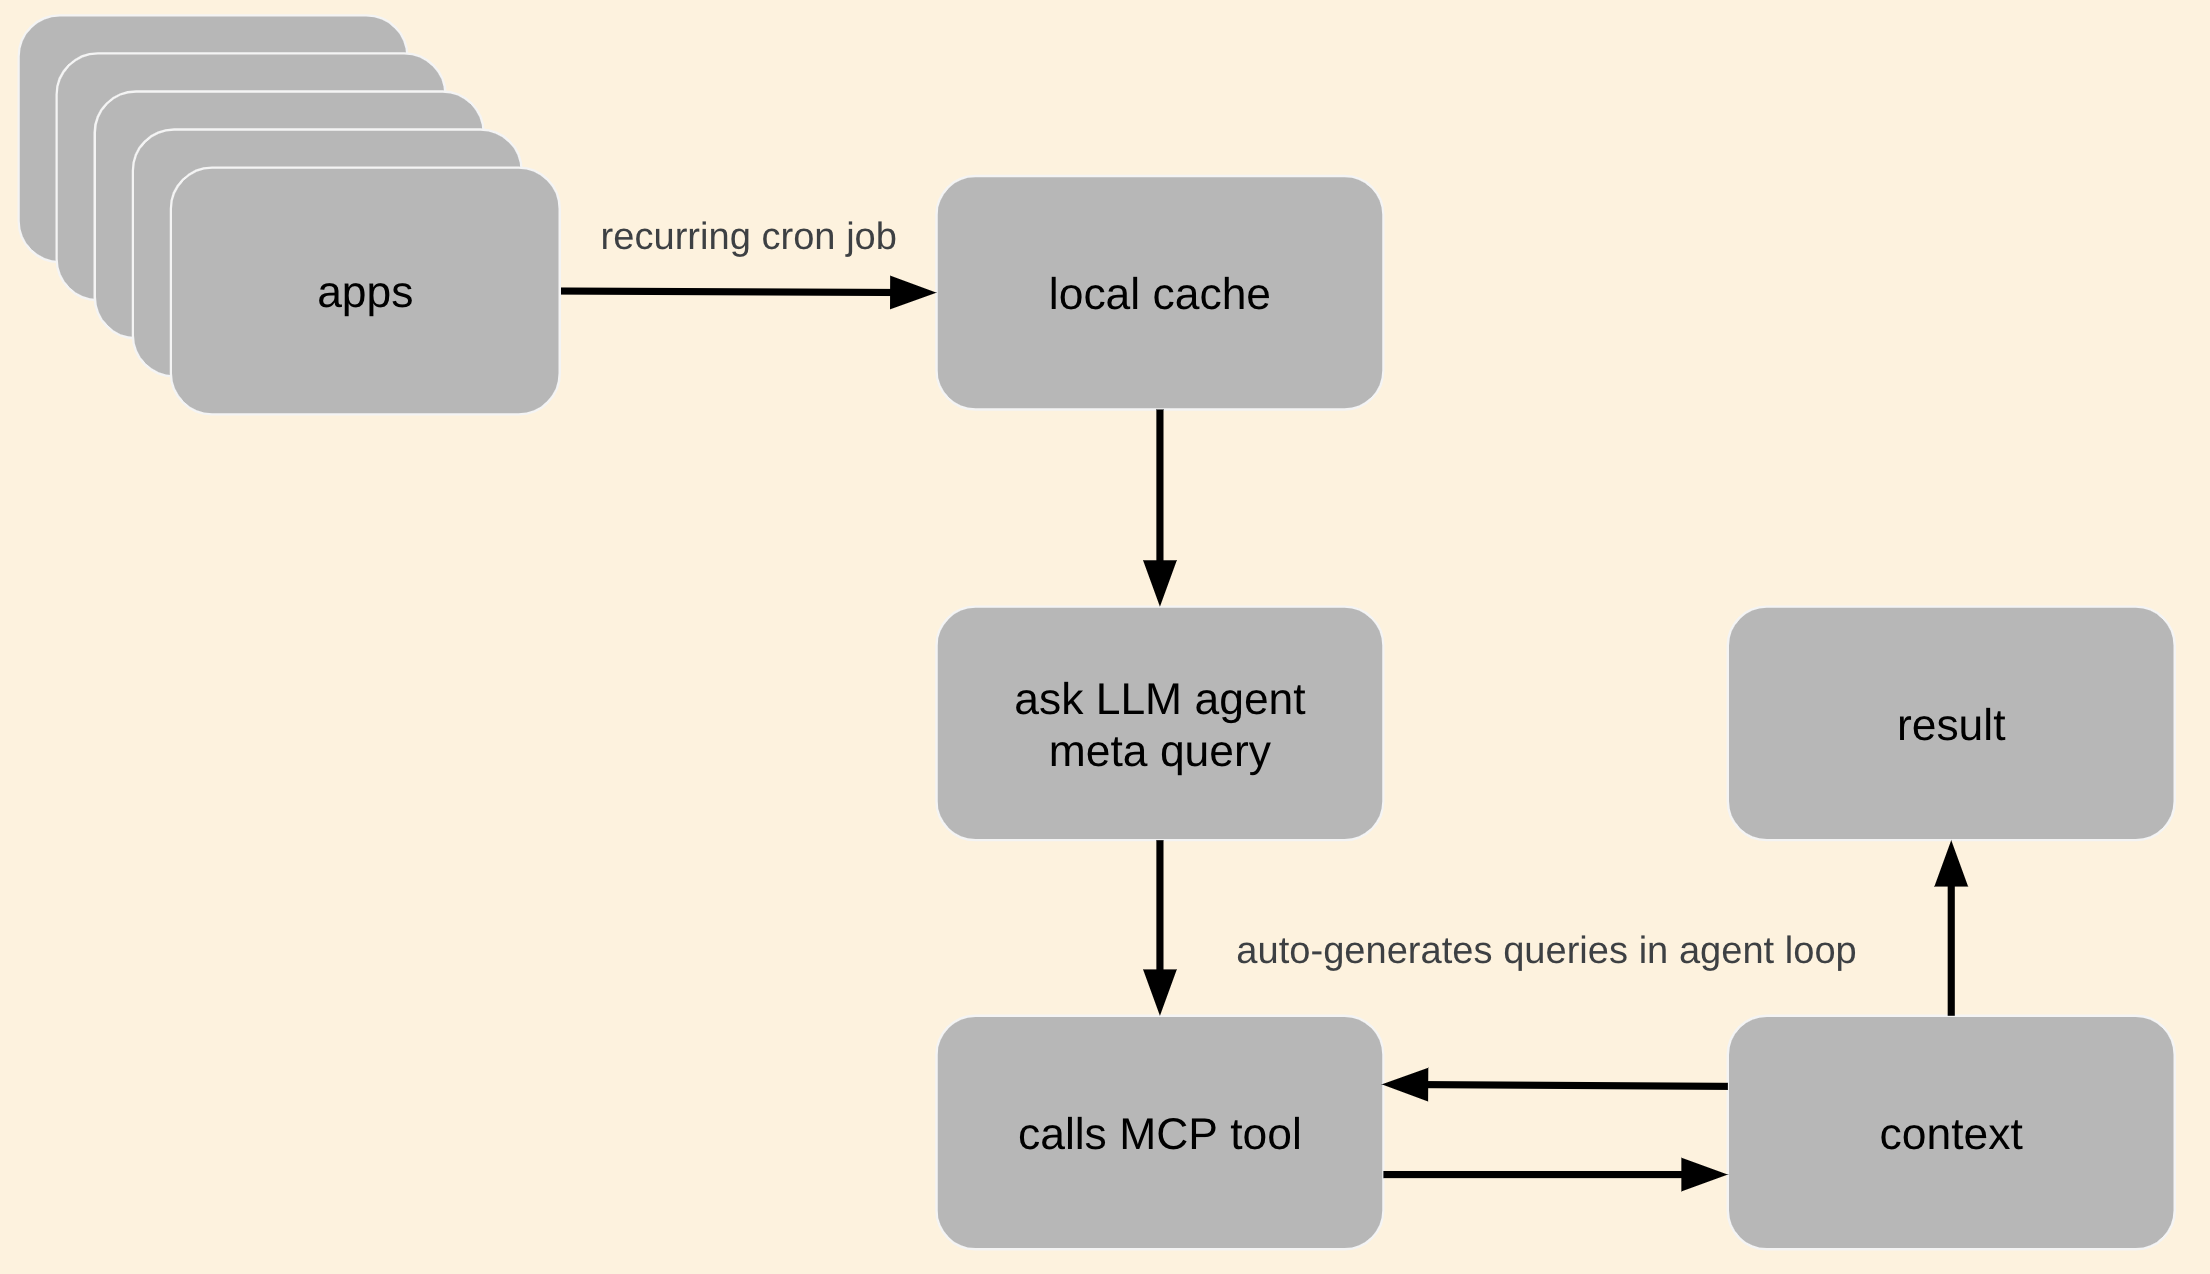 apps
recurring cron job
local cache
ask LLM agent
meta query
result
auto-generates queries in agent loop
calls MCP tool
context